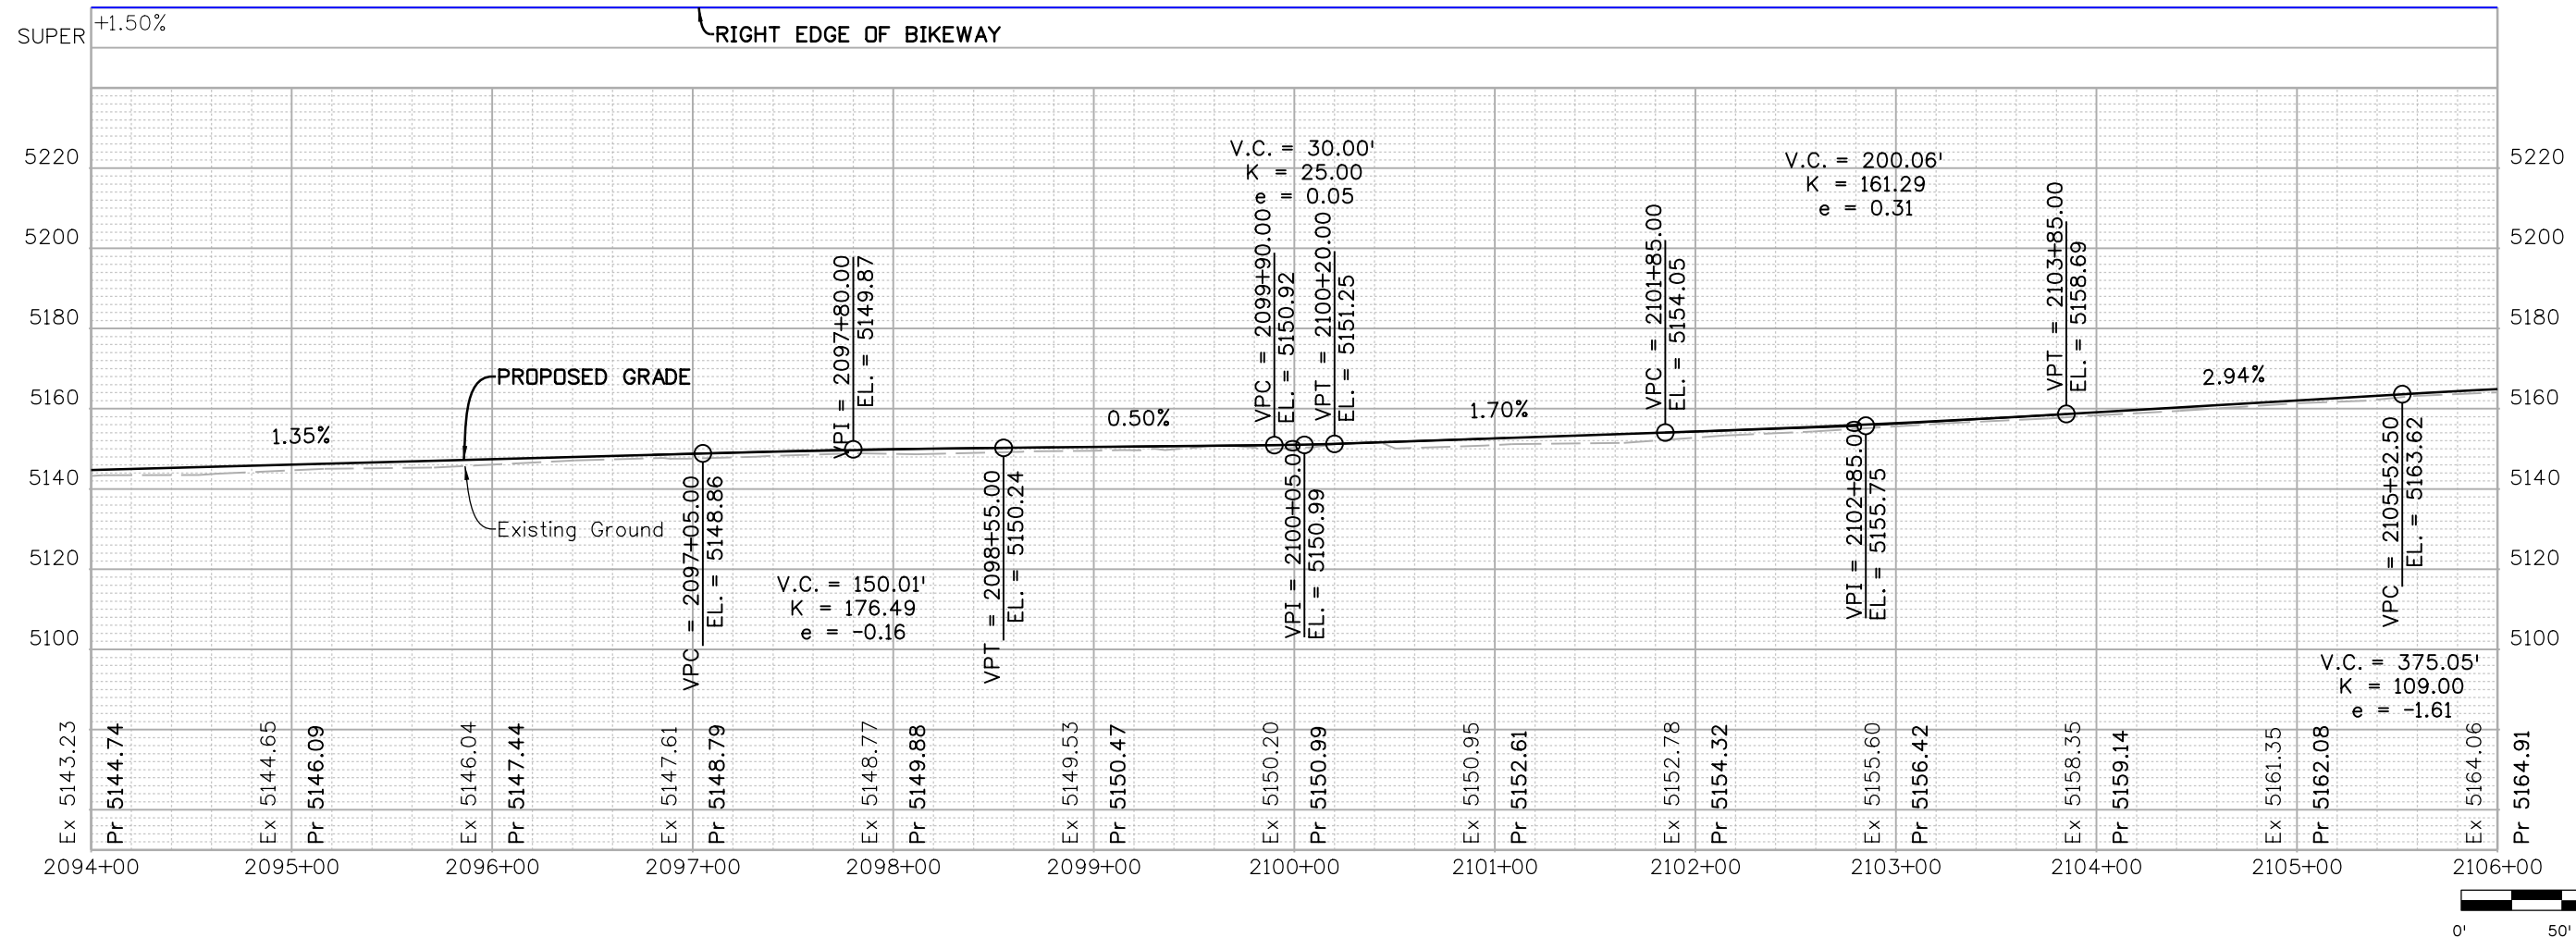 SUPER
+1.50%
RIGHT EDGE OF BIKEWAY
5220
5200
5180
5160
5140
5120
5100
1.35%
PROPOSED GRADE
Existing Ground
VPC = 2097+05.00
EL. = 5148.86
VPI = 2097+80.00
EL. = 5149.87
V.C. = 150.01'
K = 176.49
e = -0.16
VPT = 2098+55.00
EL. = 5150.24
0.50%
V.C. = 30.00'
K = 25.00
e = 0.05
VPC = 2099+90.00
EL. = 5150.92
VPT = 2100+20.00
EL. = 5151.25
VPI = 2100+05.00
EL. = 5150.99
1.70%
VPC = 2101+85.00
EL. = 5154.05
V.C. = 200.06'
K = 161.29
e = 0.31
VPI = 2102+85.00
EL. = 5155.75
VPT = 2103+85.00
EL. = 5158.69
2.94%
VPC = 2105+52.50
EL. = 5163.62
V.C. = 375.05'
K = 109.00
e = -1.61
5220
5200
5180
5160
5140
5120
5100
Ex 5143.23
Pr 5144.74
Ex 5144.65
Pr 5146.09
Ex 5146.04
Pr 5147.44
Ex 5147.61
Pr 5148.79
Ex 5148.77
Pr 5149.88
Ex 5149.53
Pr 5150.47
Ex 5150.20
Pr 5150.99
Ex 5150.95
Pr 5152.61
Ex 5152.78
Pr 5154.32
Ex 5155.60
Pr 5156.42
Ex 5158.35
Pr 5159.14
Ex 5161.35
Pr 5162.08
Ex 5164.06
Pr 5164.91
2094+00 2095+00 2096+00 2097+00 2098+00 2099+00 2100+00 2101+00 2102+00 2103+00 2104+00 2105+00 2106+00
0' 50'